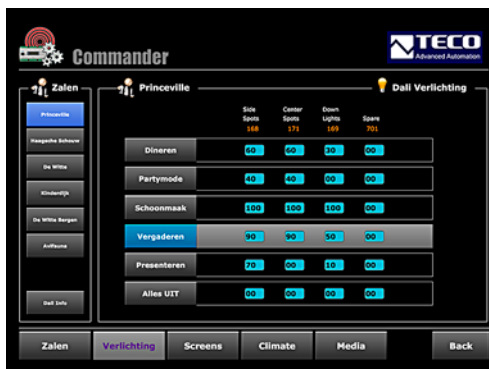 Commander
TECO
Advanced Automation
Zalen
Princeville
Dali Verlichting
Princeville
Haagsche Schouw
De Witte
Kinderdijk
De Witte Bergen
Avifauna
Dali Info
Side Spots Center Spots Down Lights Spare
168 171 169 701
Dineren 60 60 30 00
Partymode 40 40 00 00
Schoonmaak 100 100 100 00
Vergaderen 90 90 50 00
Presenteren 70 00 10 00
Alles UIT 00 00 00 00
Zalen Verlichting Screens Climate Media Back